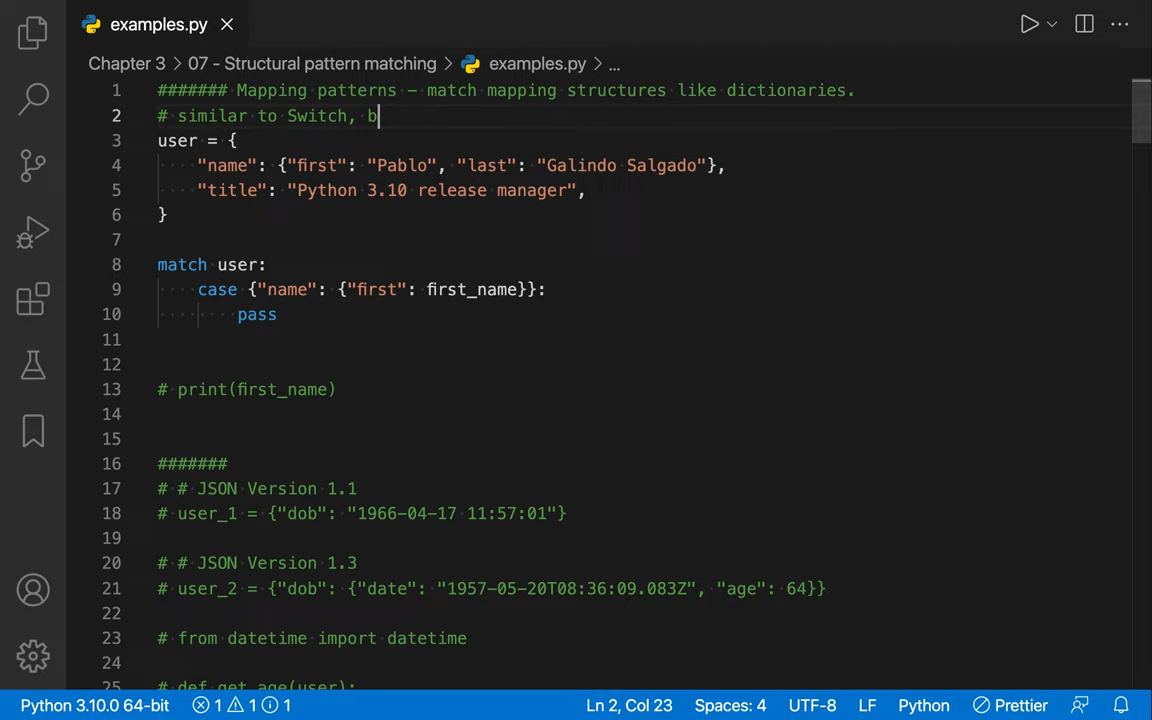 examples.py
Chapter 3 > 07 - Structural pattern matching > examples.py > ...
1 ####### Mapping patterns - match mapping structures like dictionaries.
2 # similar to Switch, b
3 user = {
4     "name": {"first": "Pablo", "last": "Galindo Salgado"},
5     "title": "Python 3.10 release manager",
6 }
7
8 match user:
9     case {"name": {"first": first_name}}:
10         pass
11
12
13 # print(first_name)
14
15
16 #######
17 # # JSON Version 1.1
18 # user_1 = {"dob": "1966-04-17 11:57:01"}
19
20 # # JSON Version 1.3
21 # user_2 = {"dob": {"date": "1957-05-20T08:36:09.083Z", "age": 64}}
22
23 # from datetime import datetime
24
25 # def get_age(user):
Python 3.10.0 64-bit 1 1 1 Ln 2, Col 23 Spaces: 4 UTF-8 LF Python Prettier